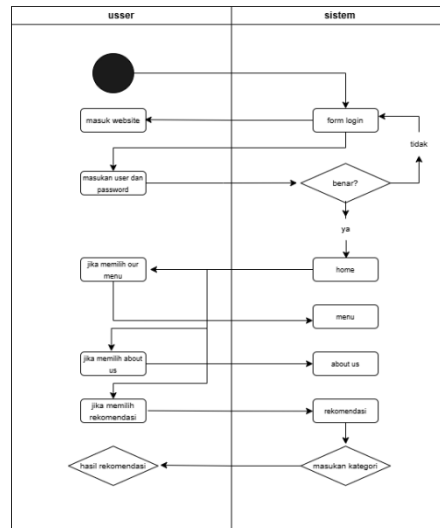 usser
sistem
masuk website
form login
tidak
masukan user dan
password
benar?
ya
jika memilih our
menu
home
menu
jika memilih about
us
about us
jika memilih
rekomendasi
rekomendasi
hasil rekomendasi
masukan kategori